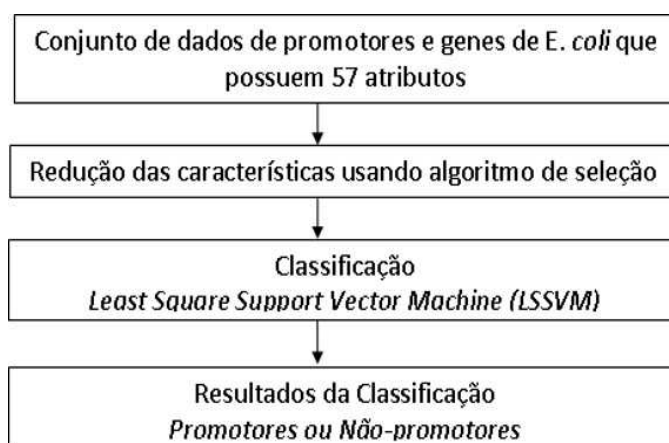 Conjunto de dados de promotores e genes de E. coli que
possuem 57 atributos
Redução das características usando algoritmo de seleção
Classificação
Least Square Support Vector Machine (LSSVM)
Resultados da Classificação
Promotores ou Não-promotores